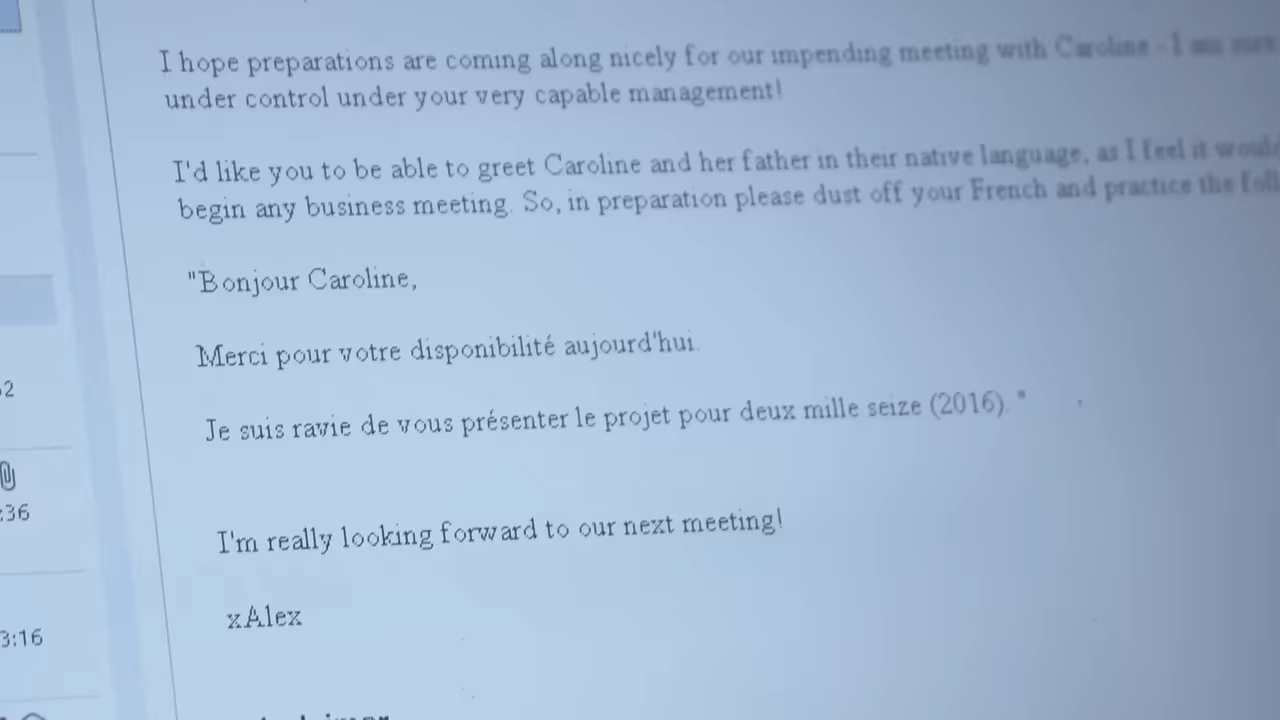 I hope preparations are coming along nicely for our impending meeting with Caroline - I am
under control under your very capable management!
I'd like you to be able to greet Caroline and her father in their native language, as I feel it would
begin any business meeting. So, in preparation please dust off your French and practice the
"Bonjour Caroline,
Merci pour votre disponibilité aujourd'hui.
Je suis ravie de vous présenter le projet pour deux mille seize (2016). "
:36
I'm really looking forward to our next meeting!
xAlex
3:16